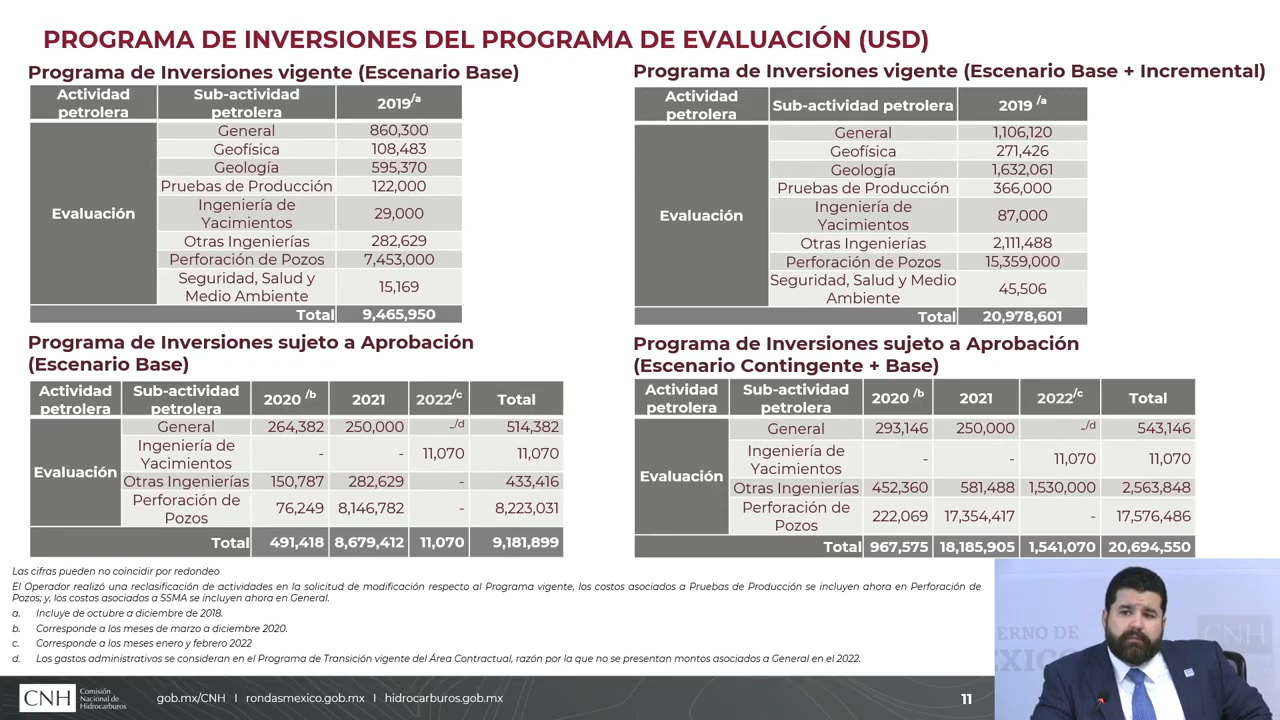 PROGRAMA DE INVERSIONES DEL PROGRAMA DE EVALUACIÓN (USD)
Programa de Inversiones vigente (Escenario Base)
Actividad petrolera Sub-actividad petrolera 2019/a
Evaluación
General 860,300
Geofísica 108,483
Geología 595,370
Pruebas de Producción 122,000
Ingeniería de Yacimientos 29,000
Otras Ingenierías 282,629
Perforación de Pozos 7,453,000
Seguridad, Salud y Medio Ambiente 15,169
Total 9,465,950
Programa de Inversiones vigente (Escenario Base + Incremental)
Actividad petrolera Sub-actividad petrolera 2019 /a
Evaluación
General 1,106,120
Geofísica 271,426
Geología 1,632,061
Pruebas de Producción 366,000
Ingeniería de Yacimientos 87,000
Otras Ingenierías 2,111,488
Perforación de Pozos 15,359,000
Seguridad, Salud y Medio Ambiente 45,506
Total 20,978,601
Programa de Inversiones sujeto a Aprobación
(Escenario Base)
Actividad petrolera Sub-actividad petrolera 2020 /b 2021 2022/c Total
Evaluación
General 264,382 250,000 -/d 514,382
Ingeniería de Yacimientos - - 11,070 11,070
Otras Ingenierías 150,787 282,629 - 433,416
Perforación de Pozos 76,249 8,146,782 - 8,223,031
Total 491,418 8,679,412 11,070 9,181,899
Programa de Inversiones sujeto a Aprobación
(Escenario Contingente + Base)
Actividad petrolera Sub-actividad petrolera 2020 /b 2021 2022/c Total
Evaluación
General 293,146 250,000 -/d 543,146
Ingeniería de Yacimientos - - 11,070 11,070
Otras Ingenierías 452,360 581,488 1,530,000 2,563,848
Perforación de Pozos 222,069 17,354,417 - 17,576,486
Total 967,575 18,185,905 1,541,070 20,694,550
Las cifras pueden no coincidir por redondeo
El Operador realizó una reclasificación de actividades en la solicitud de modificación respecto al Programa vigente, los costos asociados a Pruebas de Producción se incluyen ahora en Perforación de
Pozos; y, los costos asociados a SSMA se incluyen ahora en General.
a. Incluye de octubre a diciembre de 2018.
b. Corresponde a los meses de marzo a diciembre 2020.
c. Corresponde a los meses enero y febrero 2022
d. Los gastos administrativos se consideran en el Programa de Transición vigente del Área Contractual, razón por la que no se presentan montos asociados a General en el 2022.
ERNO DE
ÉXICO
CNH
CNH
Comisión
Nacional de
Hidrocarburos
gob.mx/CNH I rondasmexico.gob.mx I hidrocarburos.gob.mx
11